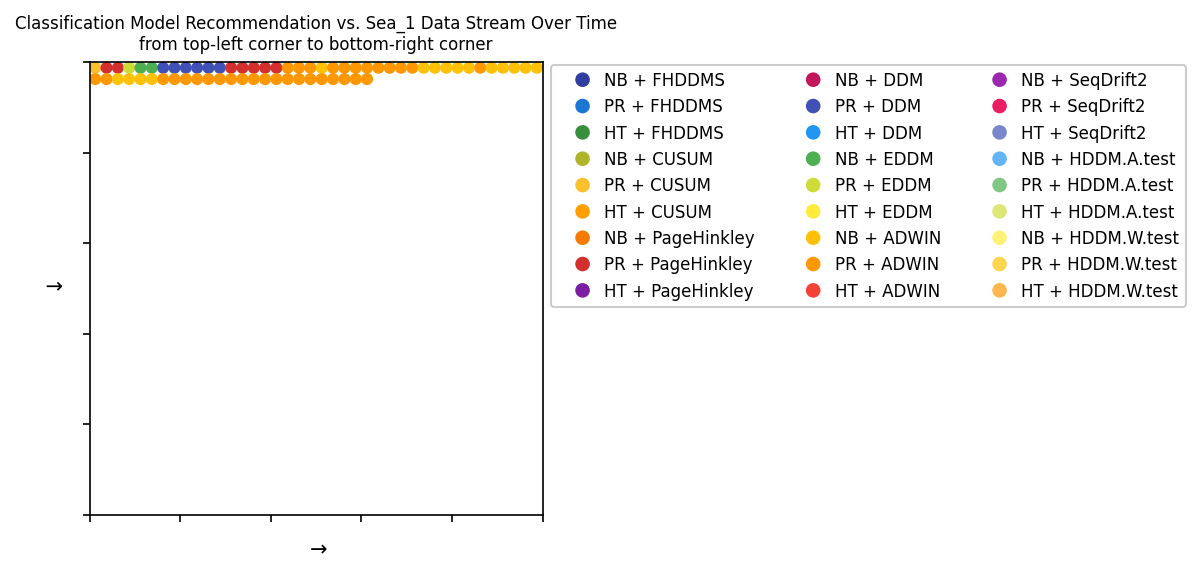 Classification Model Recommendation vs. Sea_1 Data Stream Over Time
from top-left corner to bottom-right corner
NB + FHDDMS
PR + FHDDMS
HT + FHDDMS
NB + CUSUM
PR + CUSUM
HT + CUSUM
NB + PageHinkley
PR + PageHinkley
HT + PageHinkley
NB + DDM
PR + DDM
HT + DDM
NB + EDDM
PR + EDDM
HT + EDDM
NB + ADWIN
PR + ADWIN
HT + ADWIN
NB + SeqDrift2
PR + SeqDrift2
HT + SeqDrift2
NB + HDDM.A.test
PR + HDDM.A.test
HT + HDDM.A.test
NB + HDDM.W.test
PR + HDDM.W.test
HT + HDDM.W.test
→
→